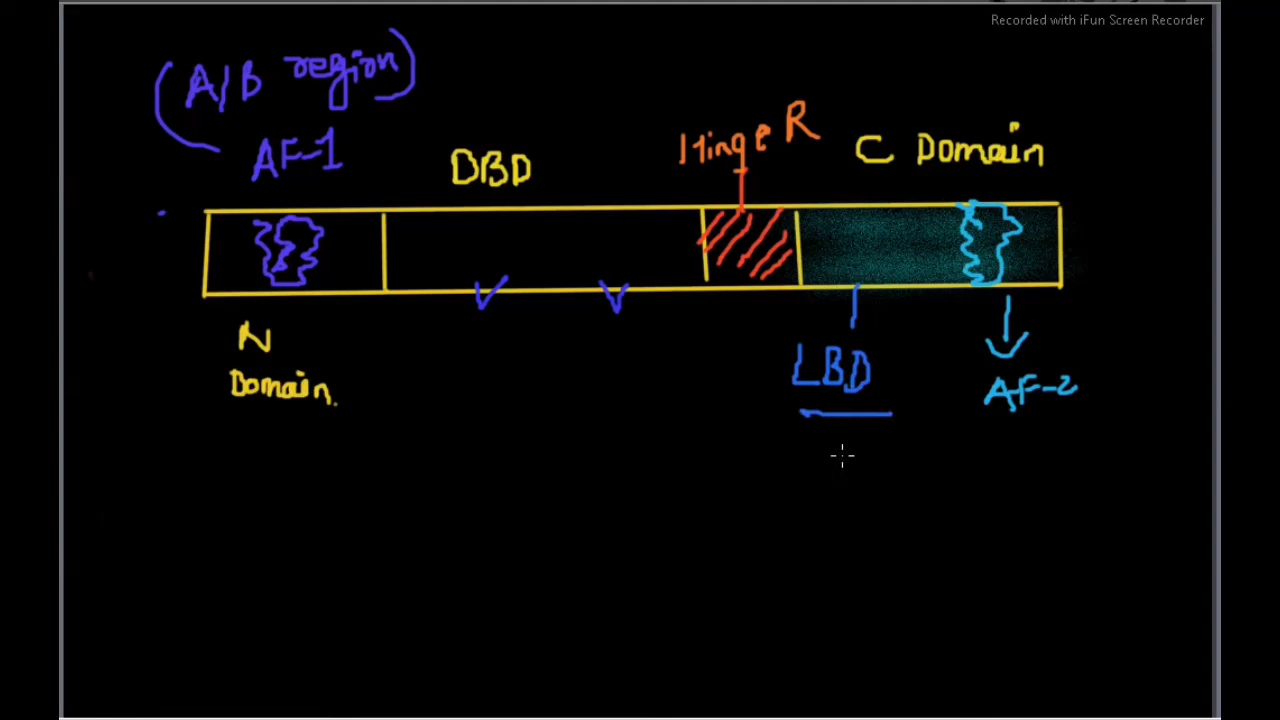 Recorded with iFun Screen Recorder
(A/B region)
AF-1
DBD
Hinge R
C Domain
N
Domain.
LBD
AF-2